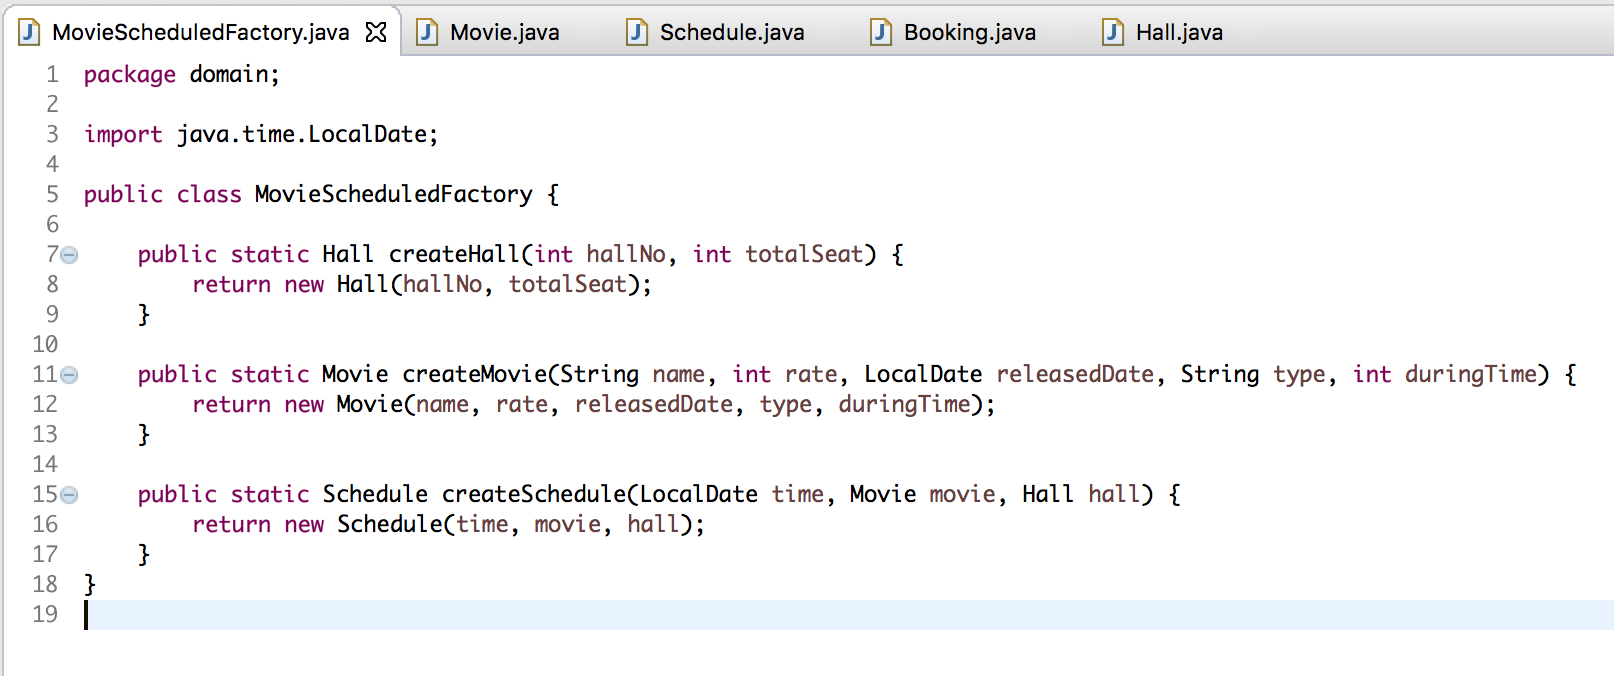 MovieScheduledFactory.java Movie.java Schedule.java Booking.java Hall.java
1 package domain;
2
3 import java.time.LocalDate;
4
5 public class MovieScheduledFactory {
6
7     public static Hall createHall(int hallNo, int totalSeat) {
8         return new Hall(hallNo, totalSeat);
9     }
10
11     public static Movie createMovie(String name, int rate, LocalDate releasedDate, String type, int duringTime) {
12         return new Movie(name, rate, releasedDate, type, duringTime);
13     }
14
15     public static Schedule createSchedule(LocalDate time, Movie movie, Hall hall) {
16         return new Schedule(time, movie, hall);
17     }
18 }
19